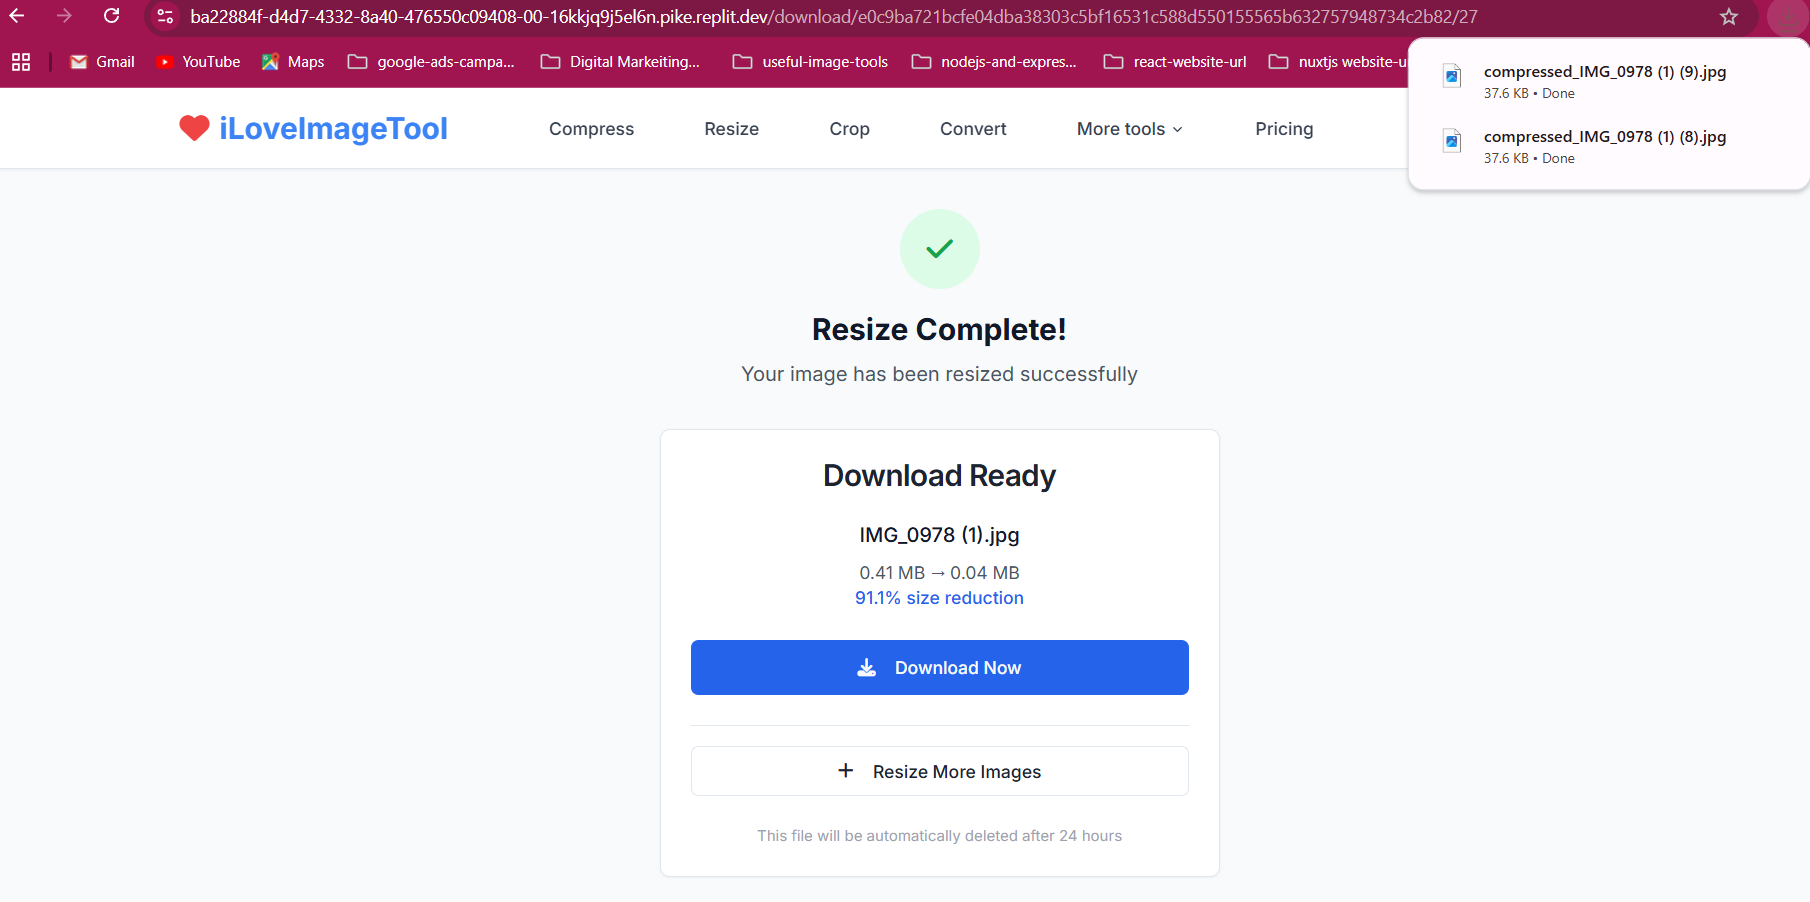 ba22884f-d4d7-4332-8a40-476550c09408-00-16kkjq9j5el6n.pike.replit.dev/download/e0c9ba721bcfe04dba38303c5bf16531c588d550155565b632757948734c2b82/27
Gmail YouTube Maps google-ads-campa... Digital Markeiting... useful-image-tools nodejs-and-expres... react-website-url nuxtjs website-u
compressed_IMG_0978 (1) (9).jpg
37.6 KB • Done
compressed_IMG_0978 (1) (8).jpg
37.6 KB • Done
iLoveImageTool Compress Resize Crop Convert More tools Pricing
Resize Complete!
Your image has been resized successfully
Download Ready
IMG_0978 (1).jpg
0.41 MB → 0.04 MB
91.1% size reduction
Download Now
Resize More Images
This file will be automatically deleted after 24 hours